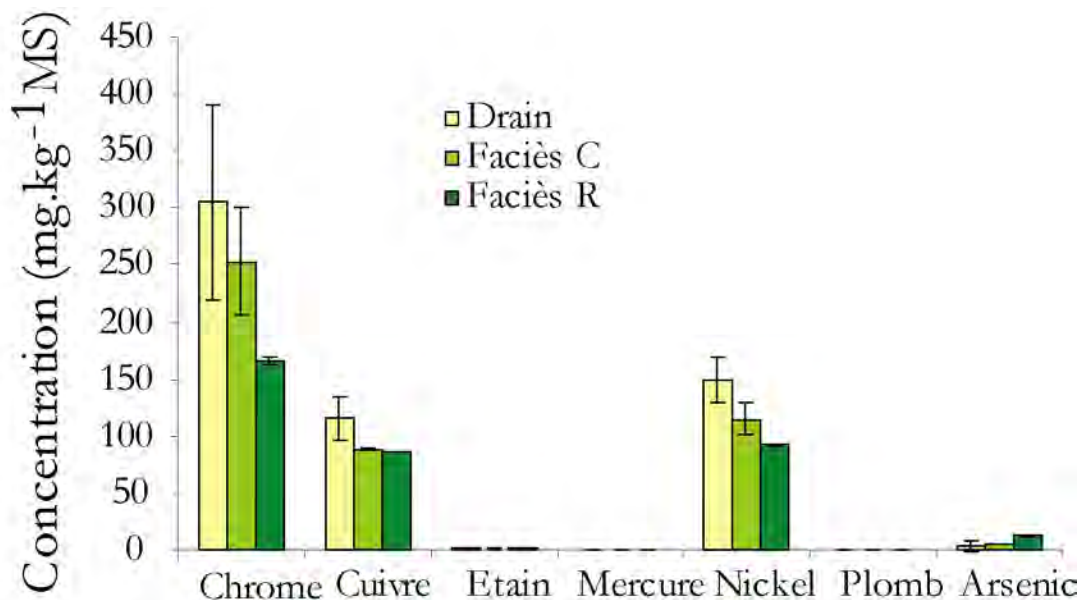 Concentration (mg.kg⁻¹MS)
450
400
350
300
250
200
150
100
50
0
Drain
Faciès C
Faciès R
Chrome Cuivre Etain Mercure Nickel Plomb Arsenic